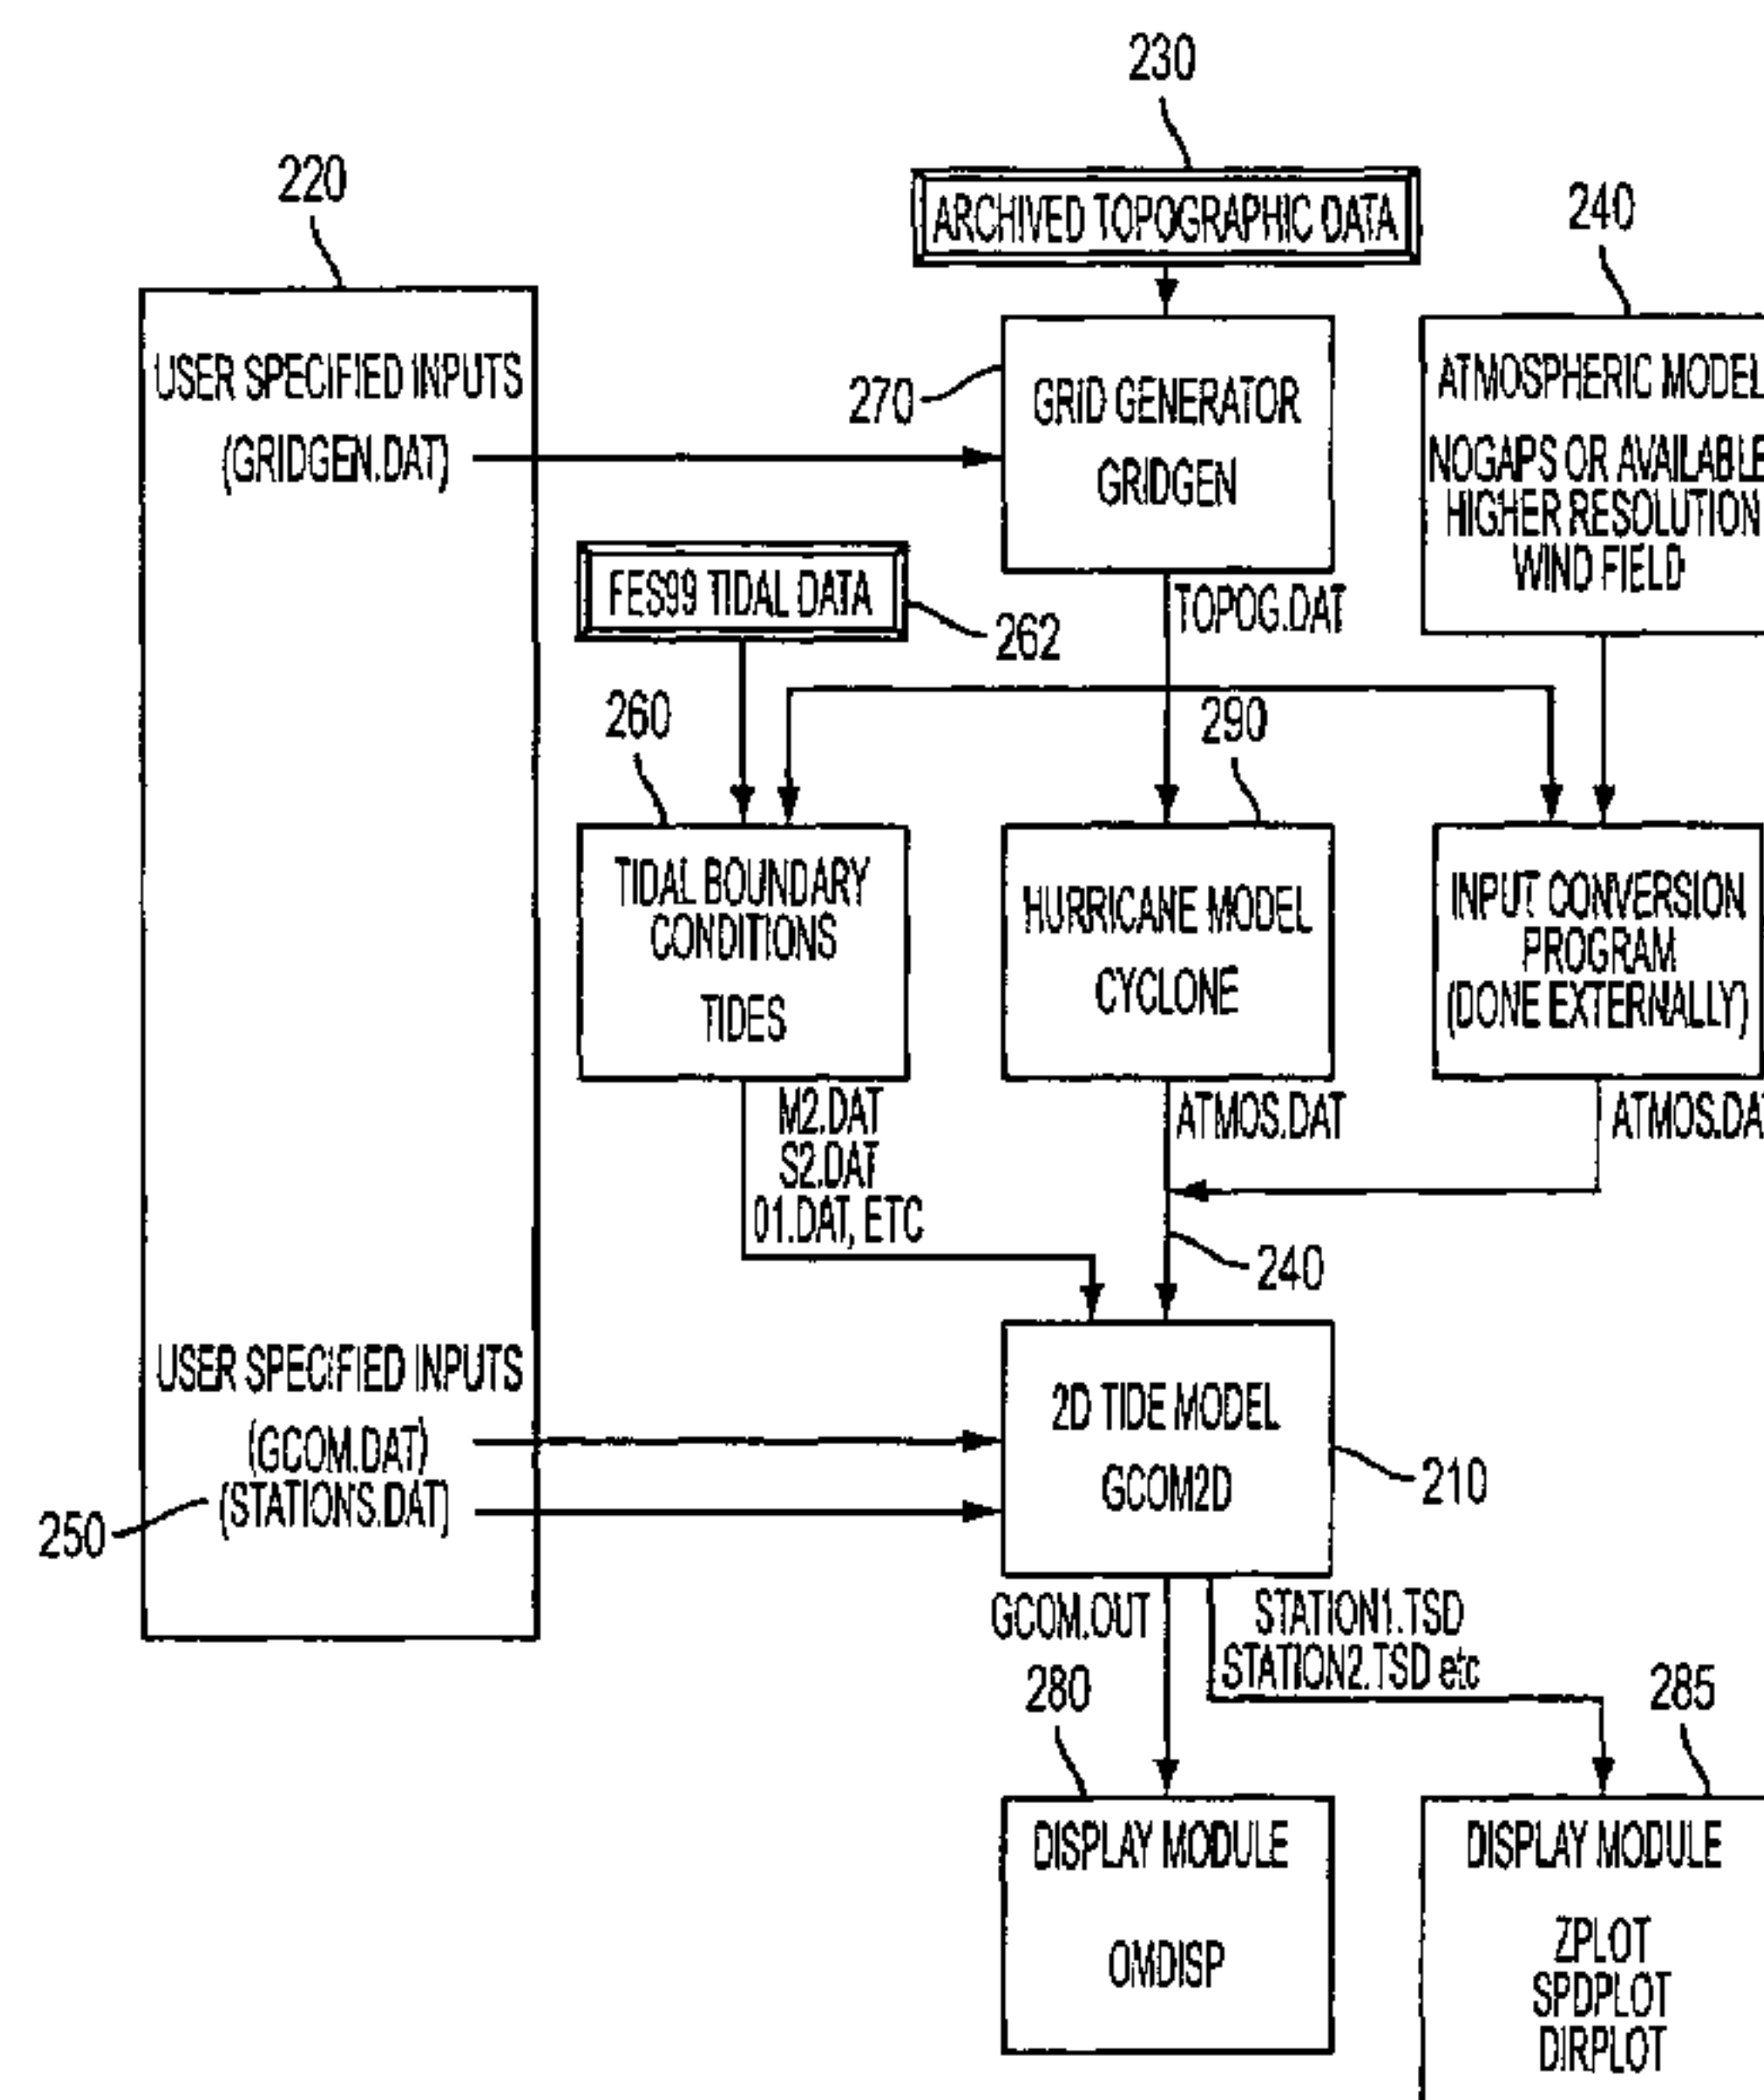 230
220
ARCHIVED TOPOGRAPHIC DATA
240
USER SPECIFIED INPUTS
(GRIDGEN.DAT)
270
GRID GENERATOR
GRIDGEN
ATMOSPHERIC MODEL
NOGAPS OR AVAILABLE
HIGHER RESOLUTION
WIND FIELD
FES99 TIDAL DATA
262
TOPOG.DAT
260
290
TIDAL BOUNDARY
CONDITIONS
TIDES
HURRICANE MODEL
CYCLONE
INPUT CONVERSION
PROGRAM
(DONE EXTERNALLY)
M2.DAT
S2.DAT
01.DAT, ETC
ATMOS.DAT
ATMOS.DAT
240
USER SPECIFIED INPUTS
(GCOM.DAT)
(STATIONS.DAT)
250
2D TIDE MODEL
GCOM2D
210
GCOM.OUT
STATION1.TSD
STATION2.TSD etc
280
285
DISPLAY MODULE
OMDISP
DISPLAY MODULE
ZPLOT
SPDPLOT
DIRPLOT